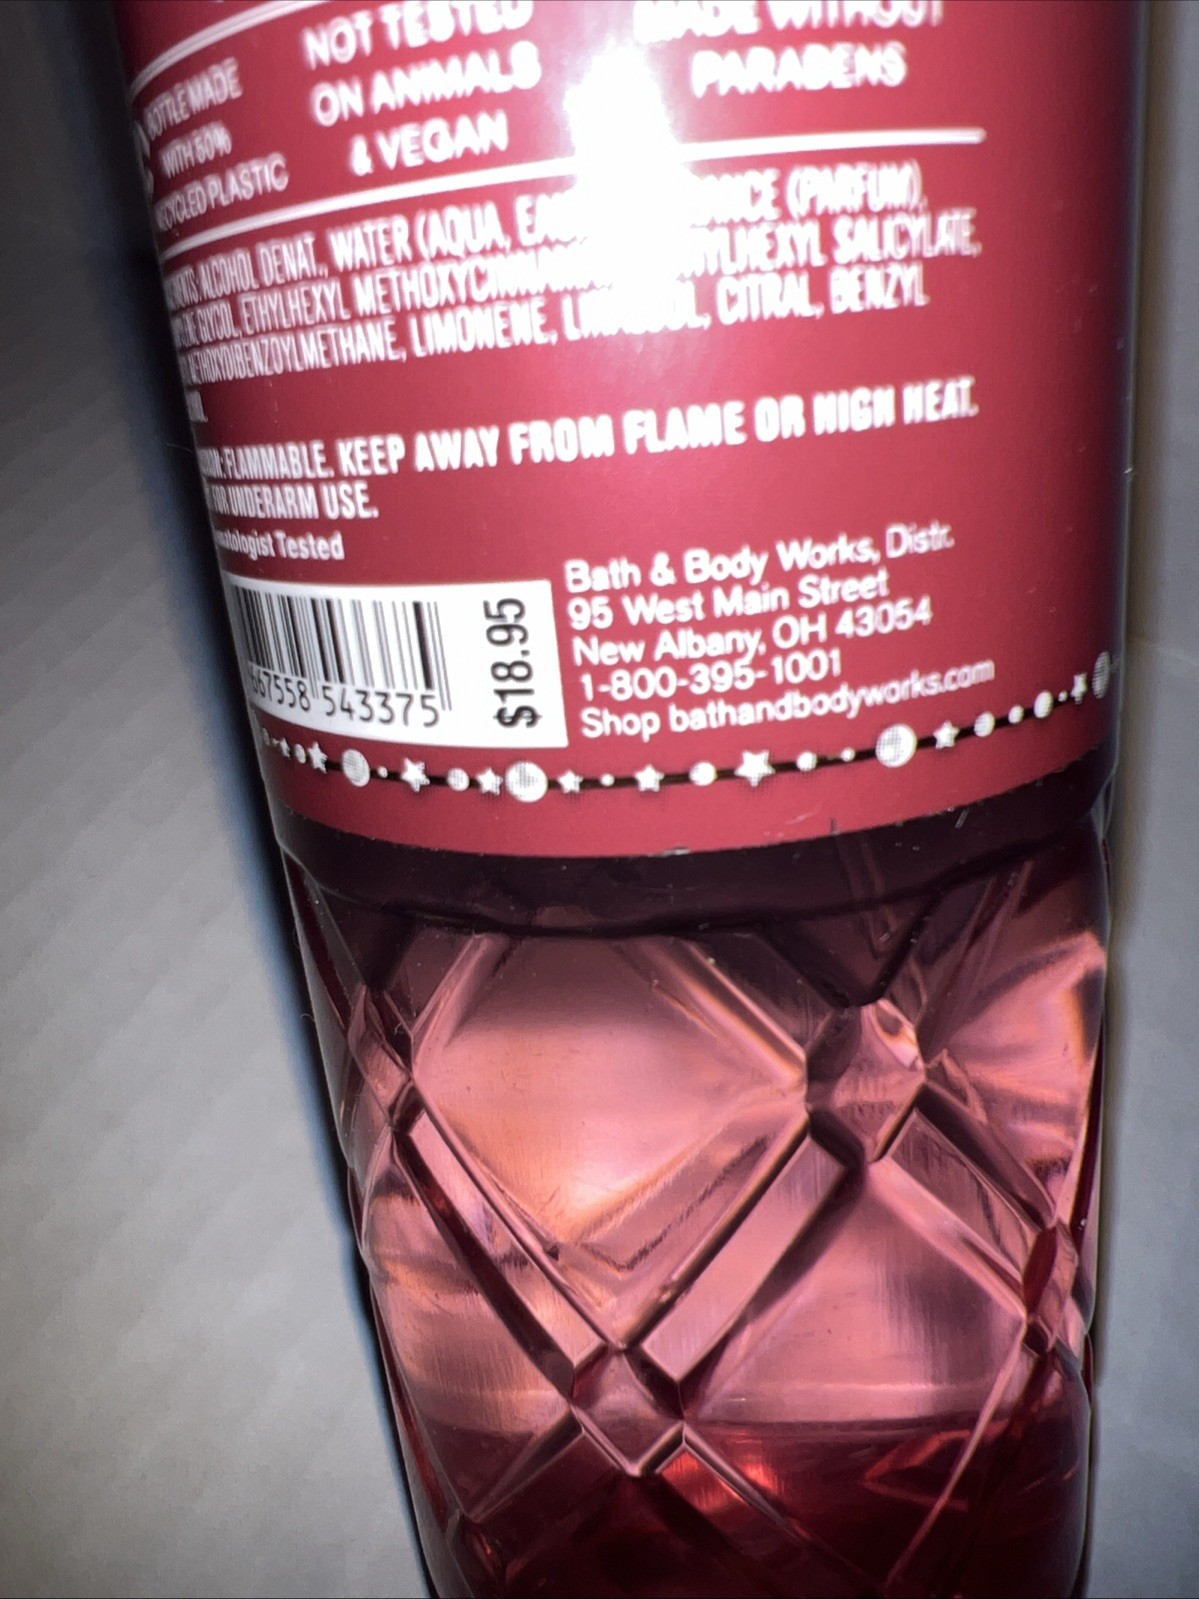 NOT TESTED
ON ANIMALS
& VEGAN
MADE WITHOUT
PARABENS
BOTTLE MADE
WITH 50%
RECYCLED PLASTIC
ALCOHOL DENAT., WATER (AQUA, (PARFUM),
GLYCOL, ETHYLHEXYL SALICYLATE,
LIMONENE, CITRAL, BENZYL
FLAMMABLE. KEEP AWAY FROM FLAME OR HIGH HEAT.
UNDERARM USE.
Tested
67558 543375
$18.95
Bath & Body Works, Distr.
95 West Main Street
New Albany, OH 43054
1-800-395-1001
Shop bathandbodyworks.com